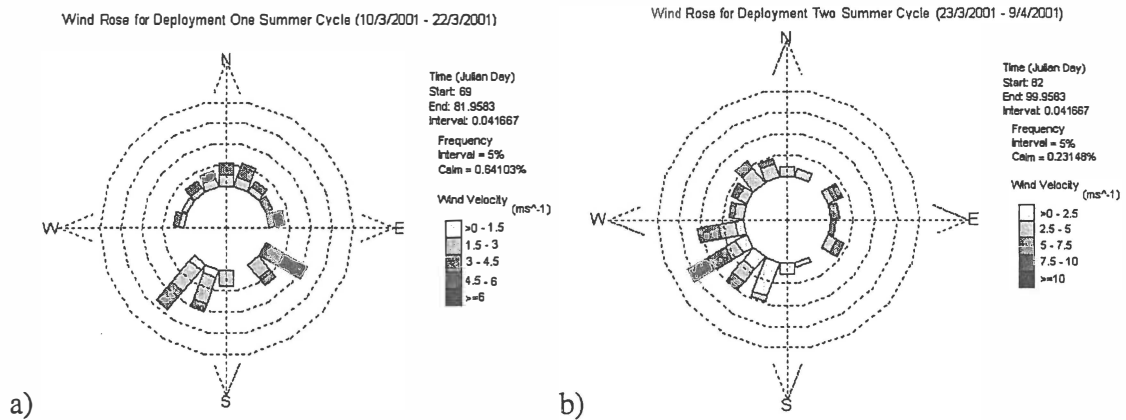 Wind Rose for Deployment One Summer Cycle (10/3/2001 - 22/3/2001)
N
W
E
S
Time (Julian Day)
Start: 69
End: 81.9583
Interval: 0.041667
Frequency
Interval = 5%
Calm = 0.64103%
Wind Velocity
(ms^-1)
>0 - 1.5
1.5 - 3
3 - 4.5
4.5 - 6
>=6
a)
Wind Rose for Deployment Two Summer Cycle (23/3/2001 - 9/4/2001)
N
W
E
S
Time (Julian Day)
Start: 82
End: 99.9583
Interval: 0.041667
Frequency
Interval = 5%
Calm = 0.23148%
Wind Velocity
(ms^-1)
>0 - 2.5
2.5 - 5
5 - 7.5
7.5 - 10
>=10
b)